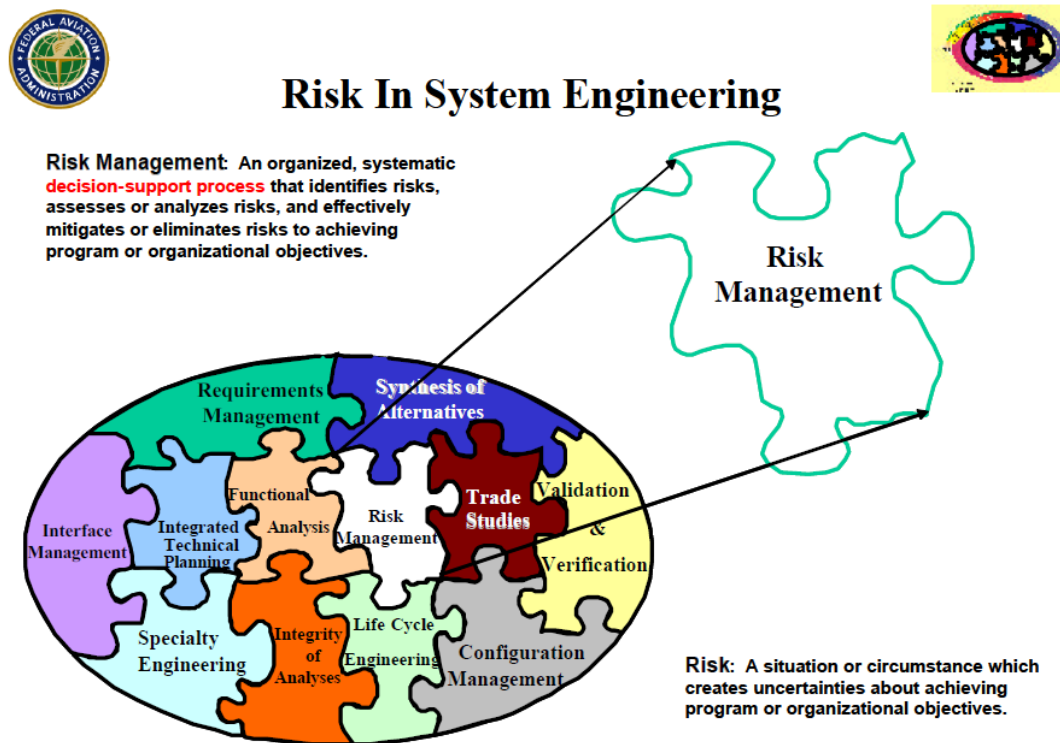 FEDERAL AVIATION
ADMINISTRATION
Risk In System Engineering
Risk Management: An organized, systematic
decision-support process that identifies risks,
assesses or analyzes risks, and effectively
mitigates or eliminates risks to achieving
program or organizational objectives.
Risk
Management
Requirements
Management
Synthesis of
Alternatives
Interface
Management
Integrated
Technical
Planning
Functional
Analysis
Risk
Management
Trade
Studies
Validation
&
Verification
Specialty
Engineering
Integrity
of
Analyses
Life Cycle
Engineering
Configuration
Management
Risk: A situation or circumstance which
creates uncertainties about achieving
program or organizational objectives.